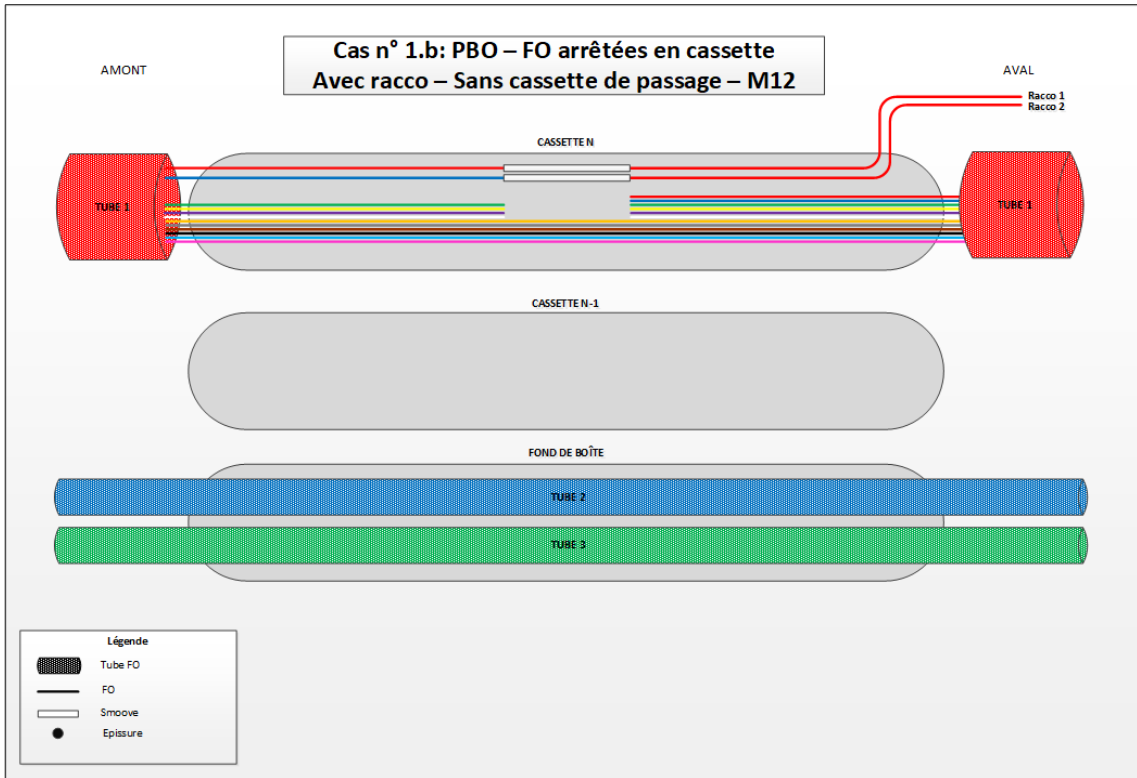 Cas n° 1.b: PBO – FO arrêtées en cassette
Avec racco – Sans cassette de passage – M12
AMONT
AVAL
Racco 1
Racco 2
CASSETTE N
TUBE 1
TUBE 1
CASSETTE N-1
FOND DE BOÎTE
TUBE 2
TUBE 3
Légende
Tube FO
FO
Smoove
Epissure